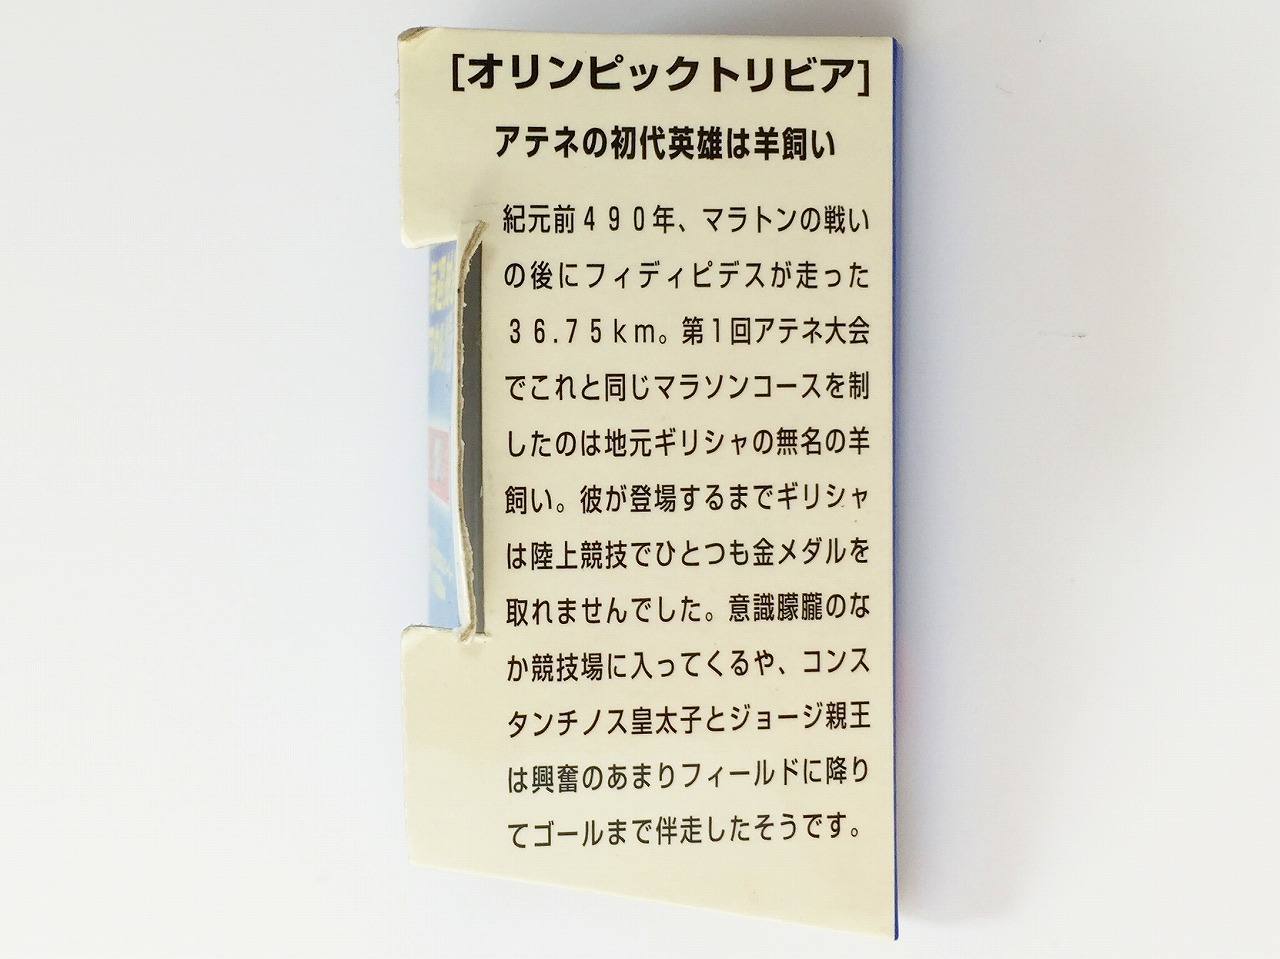 [オリンピックトリビア]
アテネの初代英雄は羊飼い
紀元前４９０年、マラトンの戦い
の後にフィディピデスが走った
３６.７５ｋｍ。第１回アテネ大会
でこれと同じマラソンコースを制
したのは地元ギリシャの無名の羊
飼い。彼が登場するまでギリシャ
は陸上競技でひとつも金メダルを
取れませんでした。意識朦朧のな
か競技場に入ってくるや、コンス
タンチノス皇太子とジョージ親王
は興奮のあまりフィールドに降り
てゴールまで伴走したそうです。